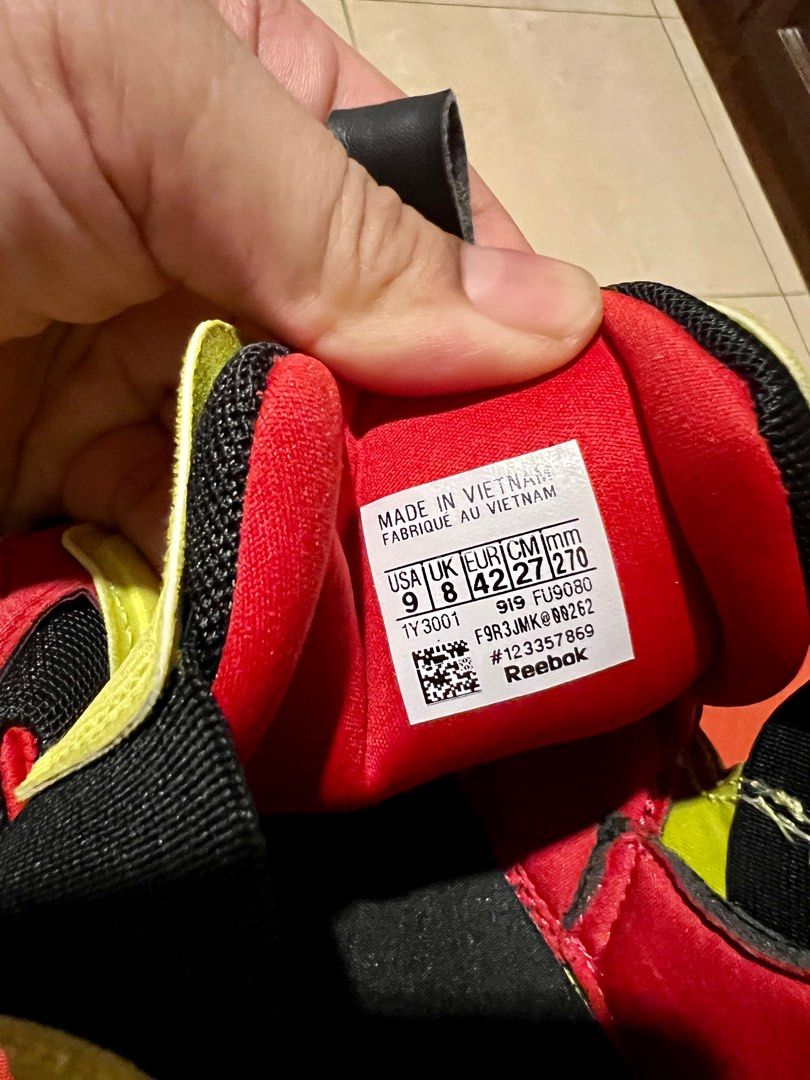 MADE IN VIETNAM
FABRIQUÉ AU VIETNAM
USA UK EUR CM mm
9 8 42 27 270
1Y3001 919 FU9080
F9R3JMK@00262
#123357869
Reebok